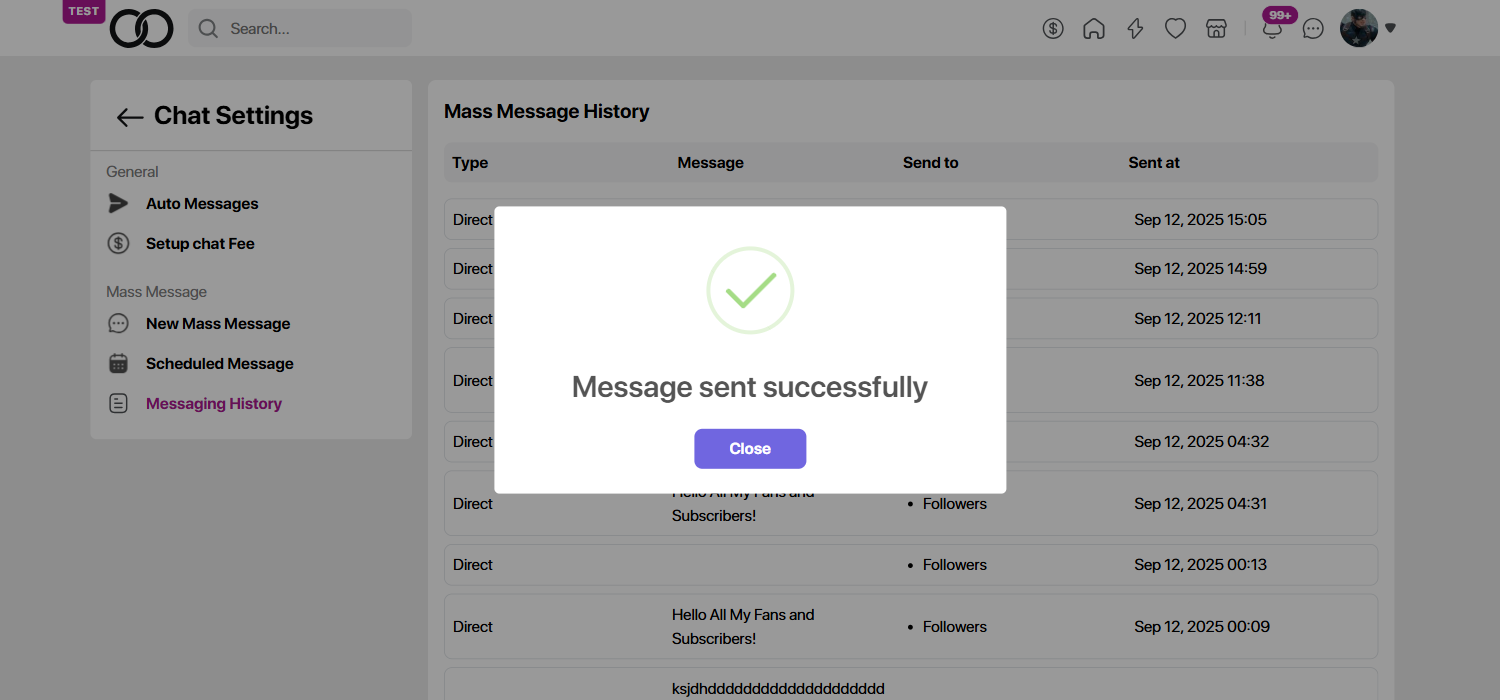 TEST
Search...
99+
Chat Settings
General
Auto Messages
Setup chat Fee
Mass Message
New Mass Message
Scheduled Message
Messaging History
Mass Message History
Type Message Send to Sent at
Direct Sep 12, 2025 15:05
Direct Sep 12, 2025 14:59
Direct Sep 12, 2025 12:11
Direct Sep 12, 2025 11:38
Direct Sep 12, 2025 04:32
Message sent successfully
Close
Hello All My Fans and
Direct Subscribers! • Followers Sep 12, 2025 04:31
Direct • Followers Sep 12, 2025 00:13
Hello All My Fans and
Direct Subscribers! • Followers Sep 12, 2025 00:09